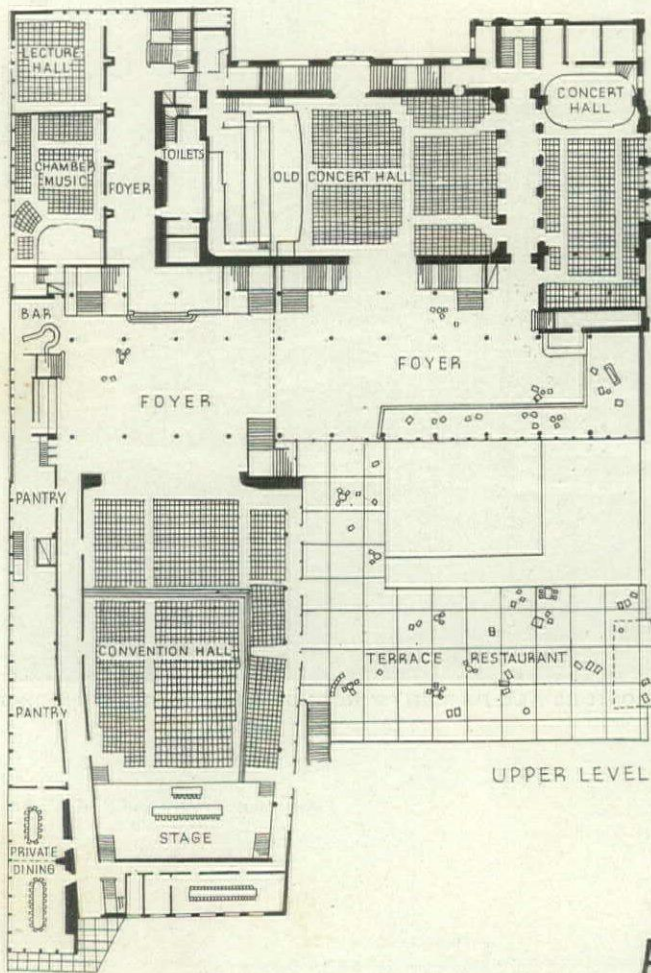 LECTURE
HALL
CHAMBER
MUSIC
FOYER
TOILETS
OLD CONCERT HALL
CONCERT
HALL
BAR
FOYER
FOYER
PANTRY
CONVENTION HALL
TERRACE RESTAURANT
PANTRY
UPPER LEVEL
STAGE
PRIVATE
DINING